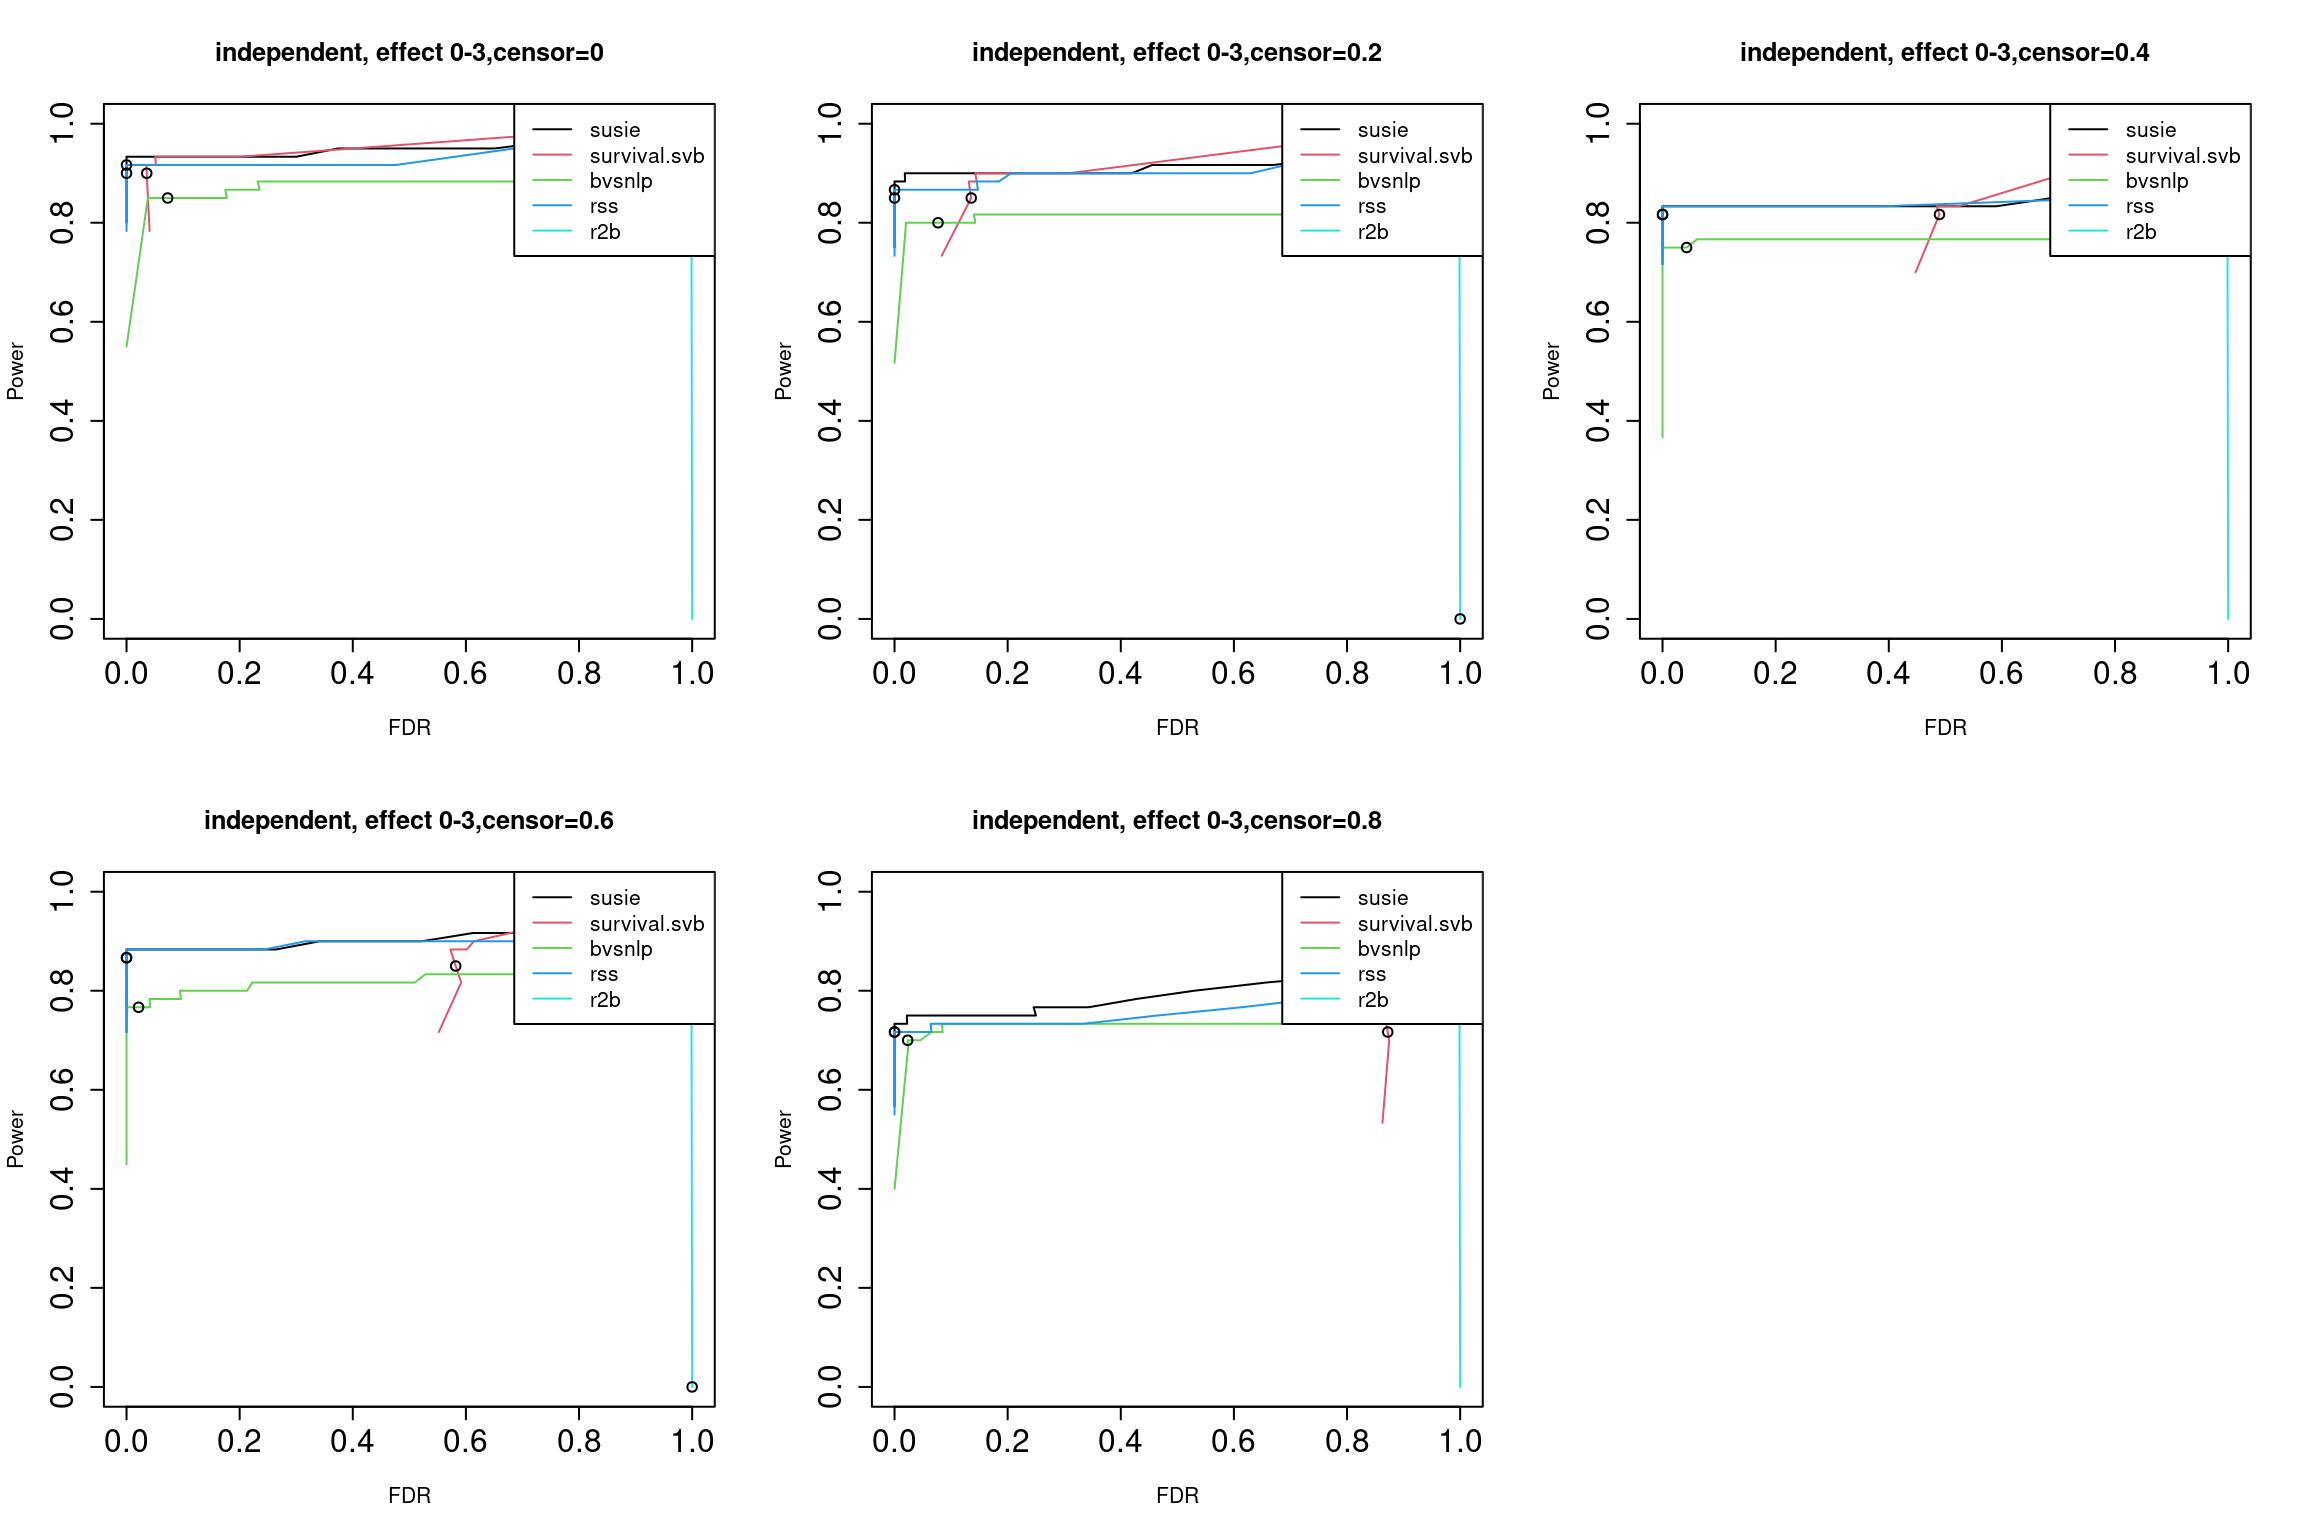 independent, effect 0-3,censor=0
Power
0.0 0.2 0.4 0.6 0.8 1.0
susie
survival.svb
bvsnlp
rss
r2b
0.0 0.2 0.4 0.6 0.8 1.0
FDR
independent, effect 0-3,censor=0.2
Power
0.0 0.2 0.4 0.6 0.8 1.0
susie
survival.svb
bvsnlp
rss
r2b
0.0 0.2 0.4 0.6 0.8 1.0
FDR
independent, effect 0-3,censor=0.4
Power
0.0 0.2 0.4 0.6 0.8 1.0
susie
survival.svb
bvsnlp
rss
r2b
0.0 0.2 0.4 0.6 0.8 1.0
FDR
independent, effect 0-3,censor=0.6
Power
0.0 0.2 0.4 0.6 0.8 1.0
susie
survival.svb
bvsnlp
rss
r2b
0.0 0.2 0.4 0.6 0.8 1.0
FDR
independent, effect 0-3,censor=0.8
Power
0.0 0.2 0.4 0.6 0.8 1.0
susie
survival.svb
bvsnlp
rss
r2b
0.0 0.2 0.4 0.6 0.8 1.0
FDR